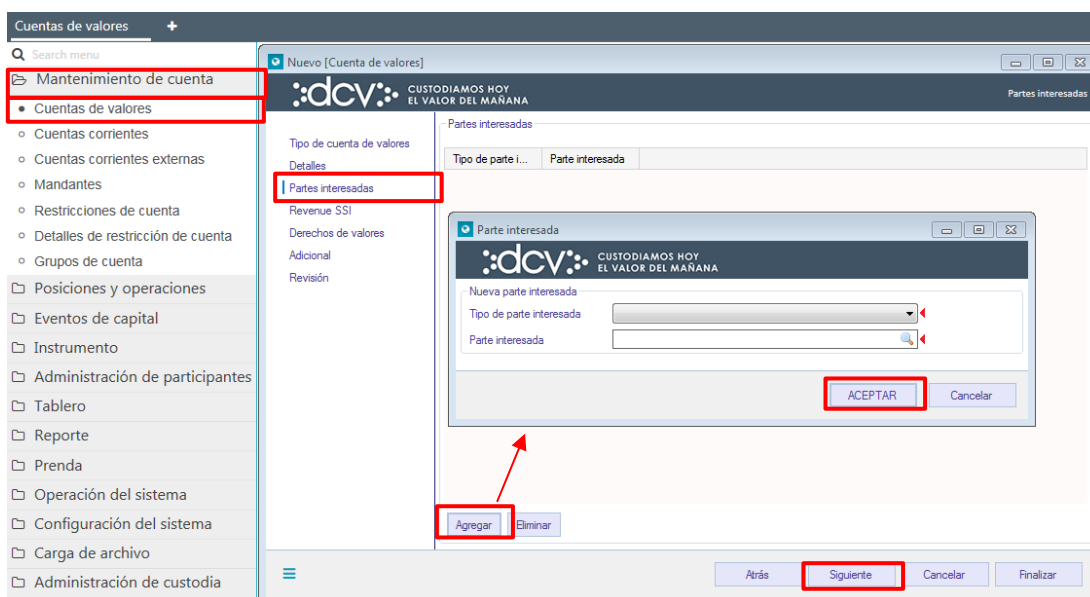 Cuentas de valores +
Search menu
Mantenimiento de cuenta
Cuentas de valores
Cuentas corrientes
Cuentas corrientes externas
Mandantes
Restricciones de cuenta
Detalles de restricción de cuenta
Grupos de cuenta
Posiciones y operaciones
Eventos de capital
Instrumento
Administración de participantes
Tablero
Reporte
Prenda
Operación del sistema
Configuración del sistema
Carga de archivo
Administración de custodia
Nuevo [Cuenta de valores]
dcv CUSTODIAMOS HOY
EL VALOR DEL MAÑANA
Partes interesadas
Tipo de cuenta de valores
Detalles
Partes interesadas
Revenue SSI
Derechos de valores
Adicional
Revisión
Partes interesadas
Tipo de parte i... Parte interesada
Parte interesada
dcv CUSTODIAMOS HOY
EL VALOR DEL MAÑANA
Nueva parte interesada
Tipo de parte interesada
Parte interesada
ACEPTAR Cancelar
Agregar Eliminar
Atrás Siguiente Cancelar Finalizar